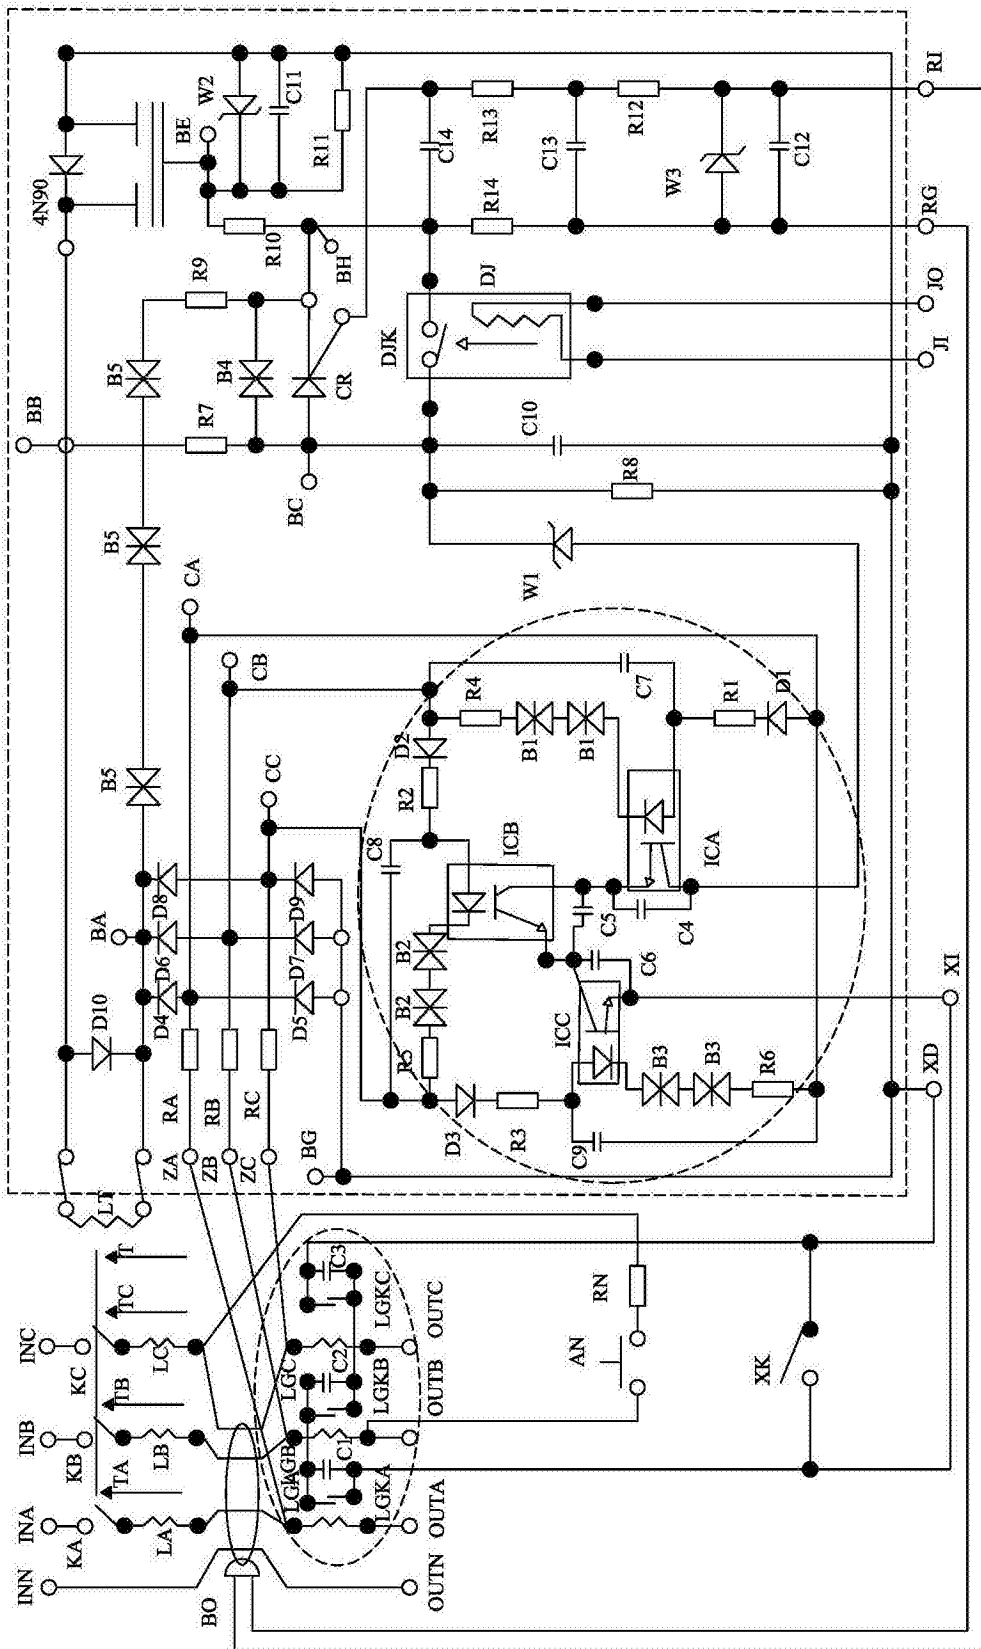 INN
INA
INB
INC
KA
KB
KC
TA
TB
TC
T
LA
LB
LC
LT
BO
OUTN
OUTA
OUTB
OUTC
LGA
LGB
LGC
C1
C2
C3
LGKA
LGKB
LGKC
AN
RN
XK
ZA
ZB
ZC
BG
RA
RB
RC
D10
D4
D6
D8
D5
D7
D9
BA
B5
B5
B5
CC
CB
CA
BB
4N90
BE
W2
C11
R11
R10
R9
R7
B4
BH
CR
BC
C14
R13
R14
C13
R12
W3
C12
DJK
DJ
C10
R8
W1
RI
RG
JO
JI
XD
XI
C8
R2
D2
R4
B1
B1
C7
R1
D1
ICB
ICA
B2
B2
R5
C5
C4
C6
ICC
D3
R3
C9
B3
B3
R6